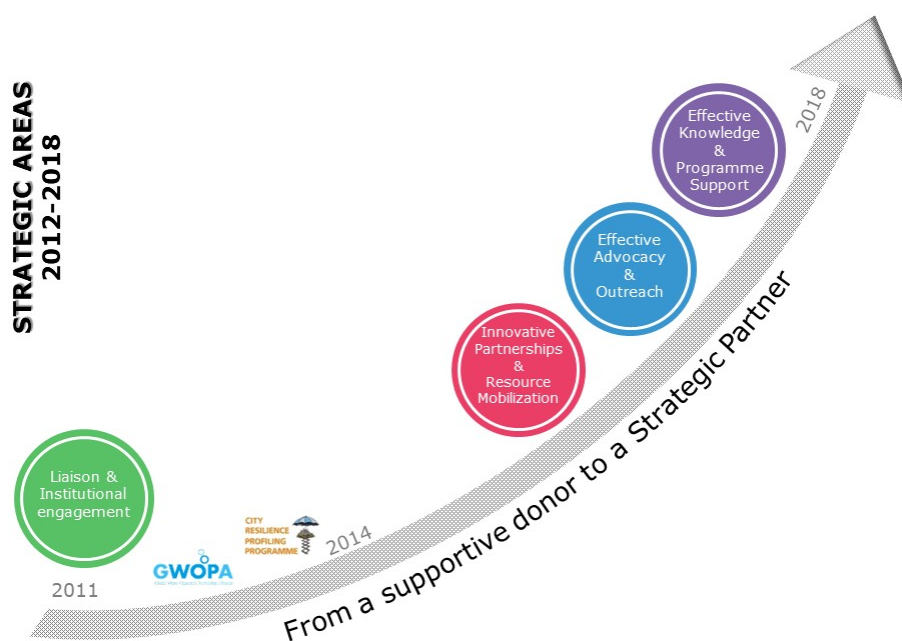 STRATEGIC AREAS
2012-2018
Liaison &
Institutional
engagement
2011
GWOPA
CITY
RESILIENCE
PROFILING
PROGRAMME
2014
Innovative
Partnerships
&
Resource
Mobilization
Effective
Advocacy
&
Outreach
Effective
Knowledge
&
Programme
Support
2018
From a supportive donor to a Strategic Partner